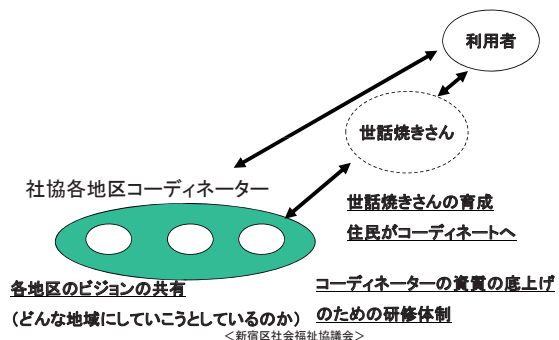 利用者
世話焼きさん
社協各地区コーディネーター
世話焼きさんの育成
住民がコーディネートへ
各地区のビジョンの共有
（どんな地域にしていこうとしているのか）
コーディネーターの資質の底上げ
のための研修体制
＜新宿区社会福祉協議会＞